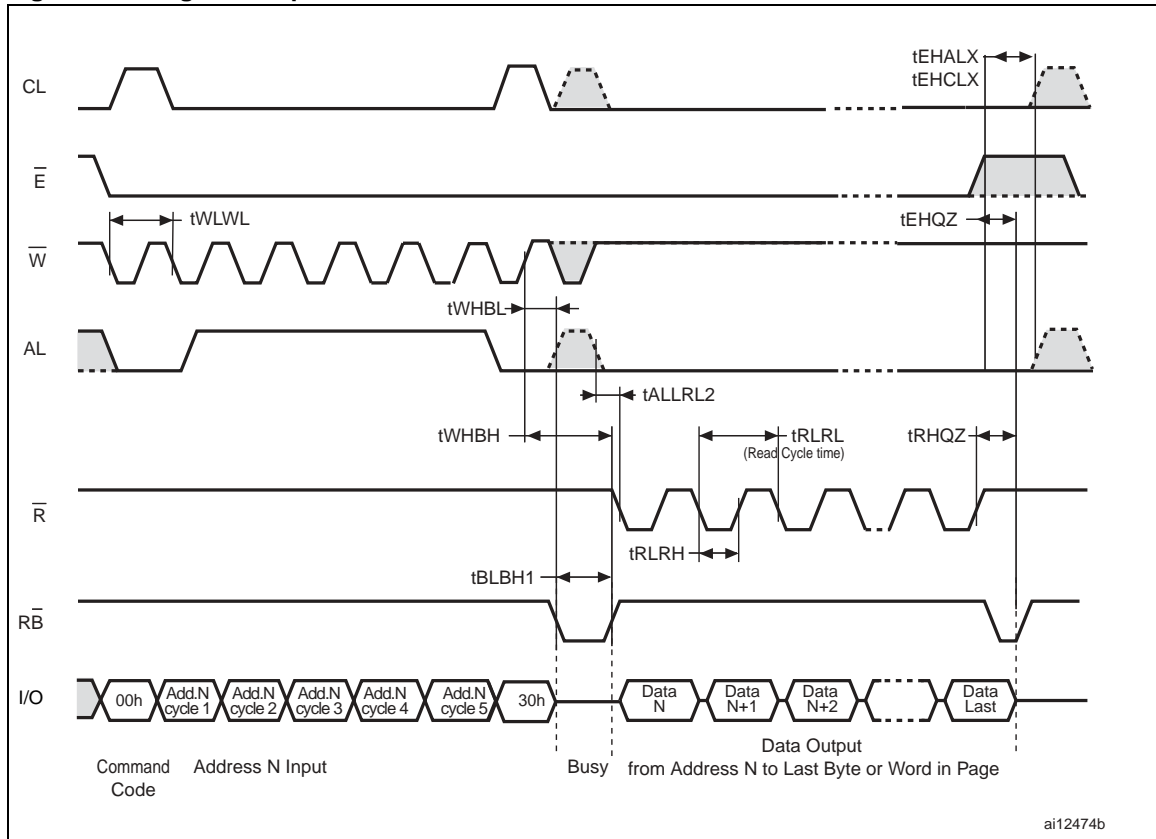 CL
tEHALX
tEHCLX
E
tWLWL
tEHQZ
W
tWHBL
AL
tALLRL2
tWHBH
tRLRL
(Read Cycle time)
tRHQZ
R
tRLRH
tBLBH1
RB
I/O
00h
Add.N cycle 1
Add.N cycle 2
Add.N cycle 3
Add.N cycle 4
Add.N cycle 5
30h
Data N
Data N+1
Data N+2
Data Last
Command Code
Address N Input
Busy
Data Output
from Address N to Last Byte or Word in Page
ai12474b